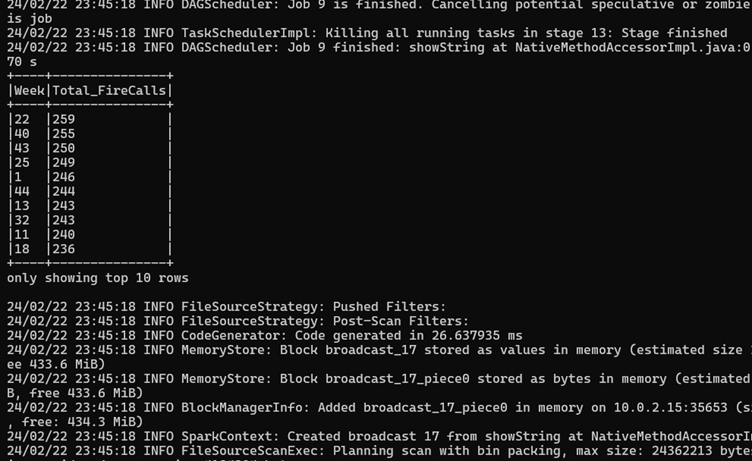 24/02/22 23:45:18 INFO DAGScheduler: Job 9 is finished. Cancelling potential speculative or zombie
is job
24/02/22 23:45:18 INFO TaskSchedulerImpl: Killing all running tasks in stage 13: Stage finished
24/02/22 23:45:18 INFO DAGScheduler: Job 9 finished: showString at NativeMethodAccessorImpl.java:0
70 s
+----+---------------+
|Week|Total_FireCalls|
+----+---------------+
|22  |259            |
|40  |255            |
|43  |250            |
|25  |249            |
|1   |246            |
|44  |244            |
|13  |243            |
|32  |243            |
|11  |240            |
|18  |236            |
+----+---------------+
only showing top 10 rows
24/02/22 23:45:18 INFO FileSourceStrategy: Pushed Filters:
24/02/22 23:45:18 INFO FileSourceStrategy: Post-Scan Filters:
24/02/22 23:45:18 INFO CodeGenerator: Code generated in 26.637935 ms
24/02/22 23:45:18 INFO MemoryStore: Block broadcast_17 stored as values in memory (estimated size
ee 433.6 MiB)
24/02/22 23:45:18 INFO MemoryStore: Block broadcast_17_piece0 stored as bytes in memory (estimated
B, free 433.6 MiB)
24/02/22 23:45:18 INFO BlockManagerInfo: Added broadcast_17_piece0 in memory on 10.0.2.15:35653 (si
, free: 434.3 MiB)
24/02/22 23:45:18 INFO SparkContext: Created broadcast 17 from showString at NativeMethodAccessorIm
24/02/22 23:45:18 INFO FileSourceScanExec: Planning scan with bin packing, max size: 24362213 byte